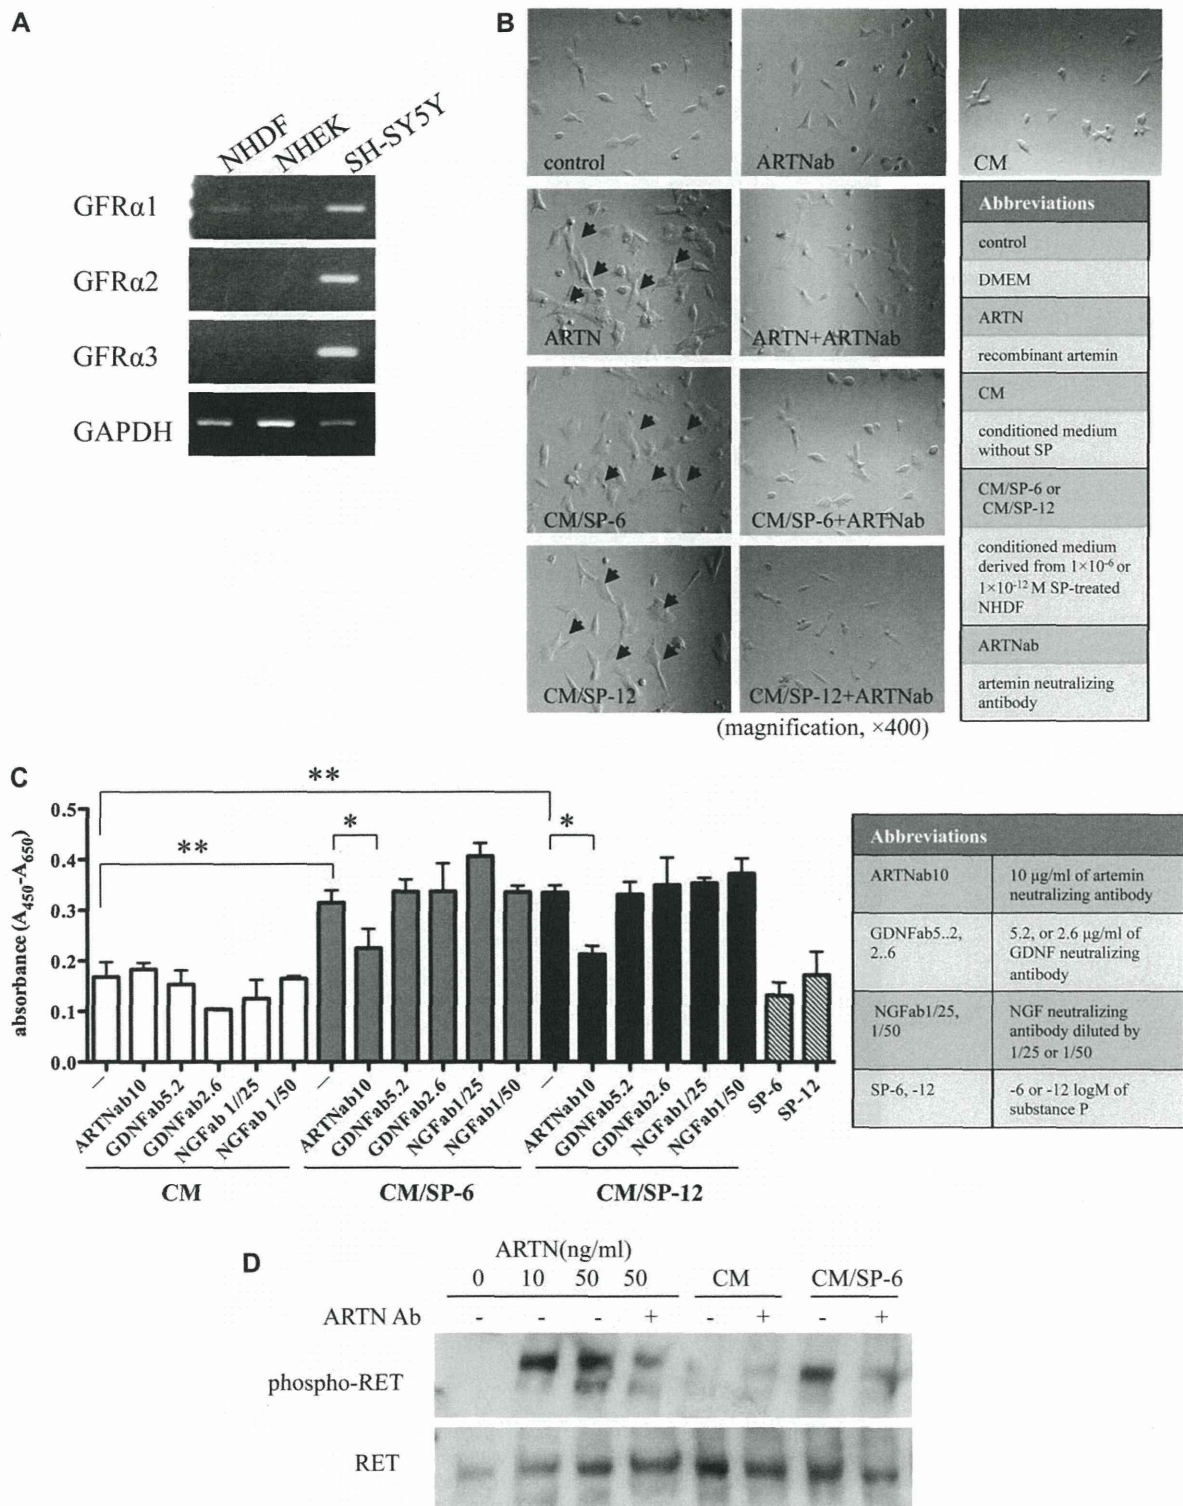 A
NHDF
NHEK
SH-SY5Y
GFRα1
GFRα2
GFRα3
GAPDH
B
control
ARTNab
CM
ARTN
ARTN+ARTNab
CM/SP-6
CM/SP-6+ARTNab
CM/SP-12
CM/SP-12+ARTNab
(magnification, ×400)
Abbreviations
control
DMEM
ARTN
recombinant artemin
CM
conditioned medium
without SP
CM/SP-6 or
CM/SP-12
conditioned medium
derived from 1×10⁻⁶ or
1×10⁻¹² M SP-treated
NHDF
ARTNab
artemin neutralizing
antibody
C
absorbance (A450-A650)
0.5
0.4
0.3
0.2
0.1
0.0
**
**
*
*
—
ARTNab10
GDNFab5.2
GDNFab2.6
NGFab 1//25
NGFab 1/50
—
ARTNab10
GDNFab5.2
GDNFab2.6
NGFab1/25
NGFab1/50
—
ARTNab10
GDNFab5.2
GDNFab2.6
NGFab1/25
NGFab1/50
SP-6
SP-12
CM
CM/SP-6
CM/SP-12
Abbreviations
ARTNab10 10 μg/ml of artemin
neutralizing antibody
GDNFab5..2, 5.2, or 2.6 μg/ml of
2..6 GDNF neutralizing
antibody
NGFab1/25, NGF neutralizing
1/50 antibody diluted by
1/25 or 1/50
SP-6, -12 -6 or -12 logM of
substance P
D
ARTN(ng/ml)
0 10 50 50 CM CM/SP-6
ARTN Ab - - - + - + - +
phospho-RET
RET